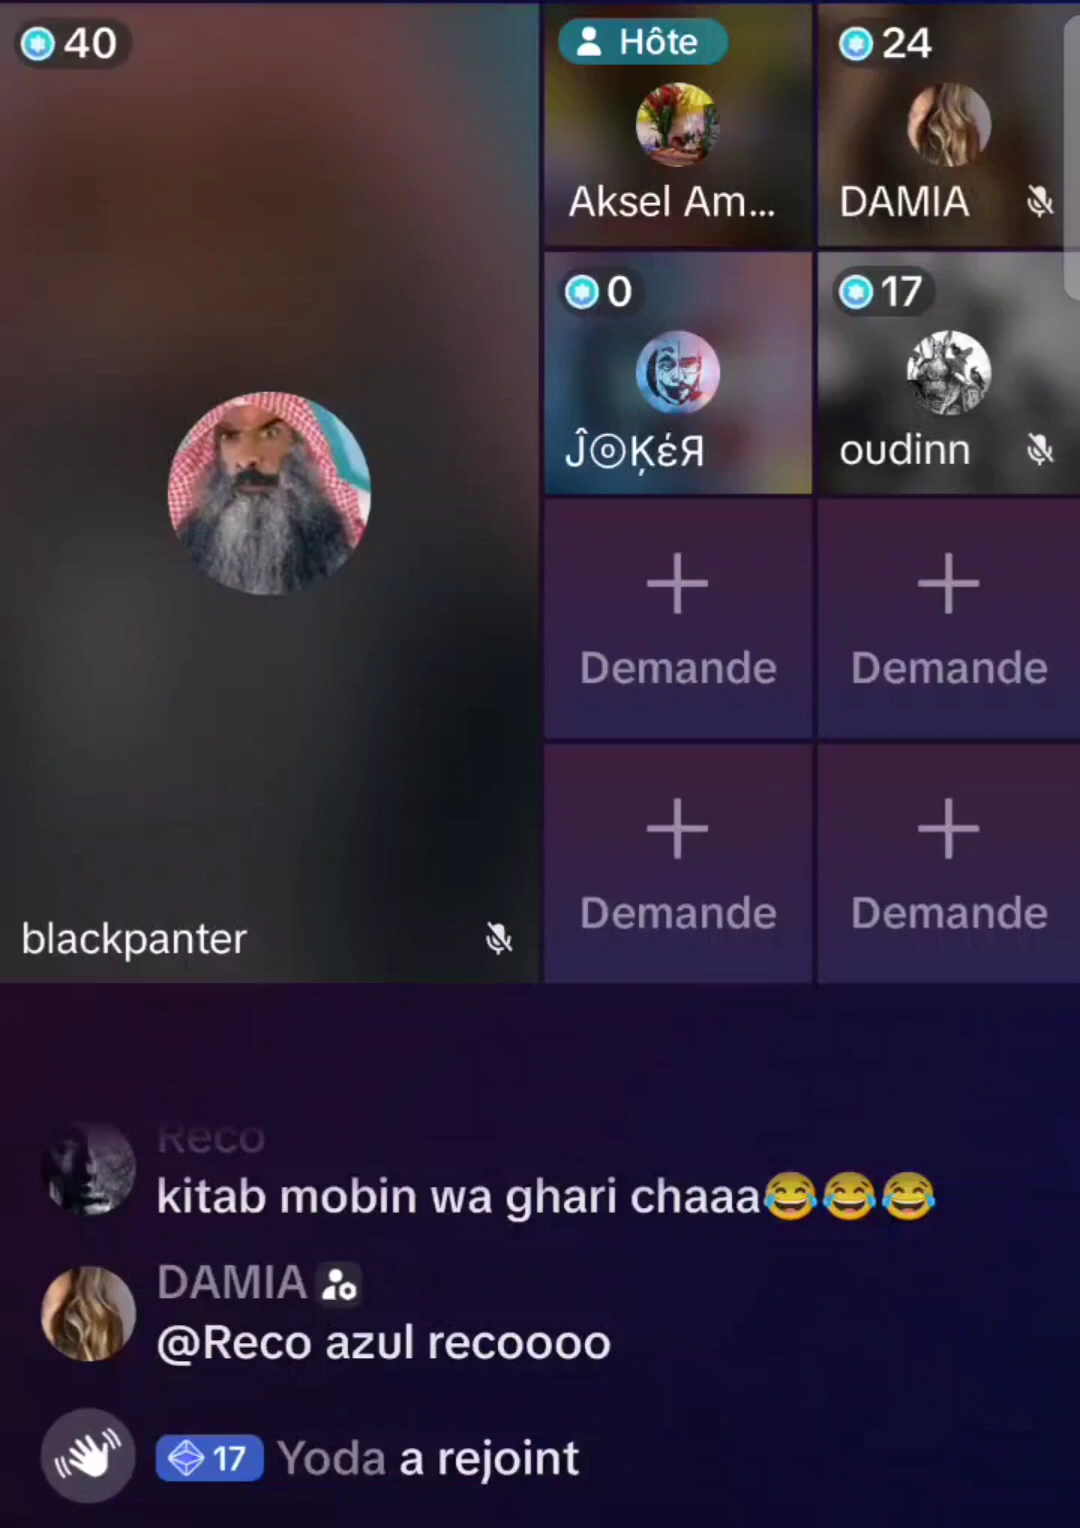 40
Hôte
Aksel Am...
24
DAMIA
0
Ĵ⊙Ķέя
17
oudinn
Demande
Demande
Demande
Demande
blackpanter
Reco
kitab mobin wa ghari chaaa😂😂😂
DAMIA
@Reco azul recoooo
17 Yoda a rejoint